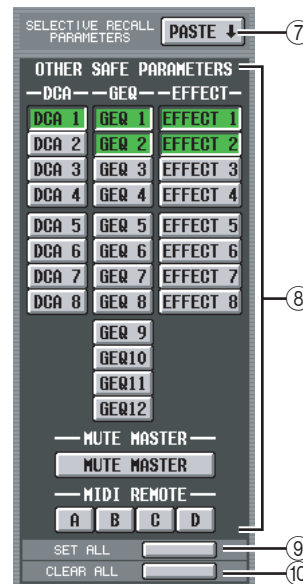 SELECTIVE RECALL
PARAMETERS
PASTE ↓
⑦
OTHER SAFE PARAMETERS
DCA GEQ EFFECT
DCA 1 GEQ 1 EFFECT 1
DCA 2 GEQ 2 EFFECT 2
DCA 3 GEQ 3 EFFECT 3
DCA 4 GEQ 4 EFFECT 4
DCA 5 GEQ 5 EFFECT 5
DCA 6 GEQ 6 EFFECT 6
DCA 7 GEQ 7 EFFECT 7
DCA 8 GEQ 8 EFFECT 8
⑧
GEQ 9
GEQ10
GEQ11
GEQ12
MUTE MASTER
MUTE MASTER
MIDI REMOTE
A B C D
SET ALL ⑨
CLEAR ALL ⑩